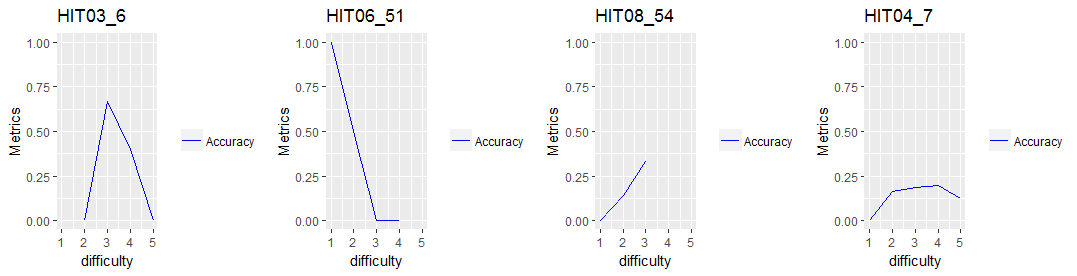 HIT03_6
1.00
0.75
0.50
0.25
0.00
Metrics
1 2 3 4 5
difficulty
Accuracy
HIT06_51
1.00
0.75
0.50
0.25
0.00
Metrics
1 2 3 4 5
difficulty
Accuracy
HIT08_54
1.00
0.75
0.50
0.25
0.00
Metrics
1 2 3 4 5
difficulty
Accuracy
HIT04_7
1.00
0.75
0.50
0.25
0.00
Metrics
1 2 3 4 5
difficulty
Accuracy